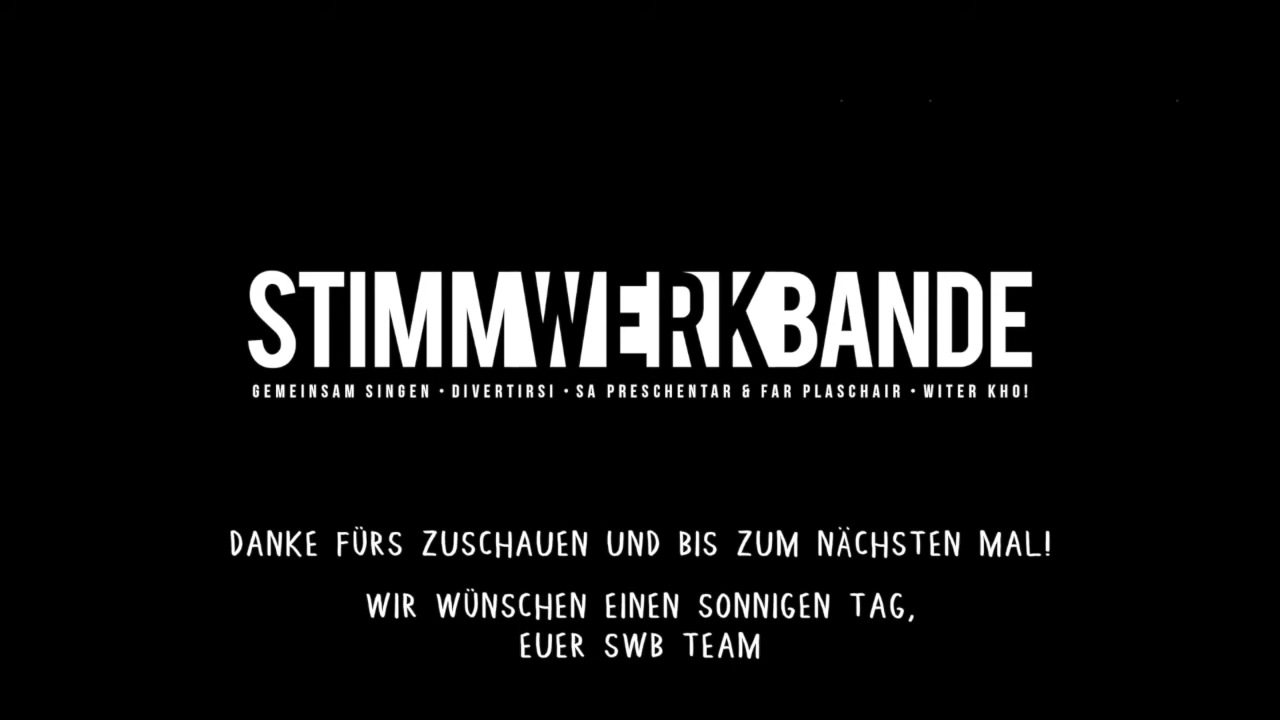 STIMMWERKBANDE
GEMEINSAM SINGEN • DIVERTIRSI • SA PRESCHENTAR & FAR PLASCHAIR • WITER KHO!
DANKE FÜRS ZUSCHAUEN UND BIS ZUM NÄCHSTEN MAL!
WIR WÜNSCHEN EINEN SONNIGEN TAG,
EUER SWB TEAM